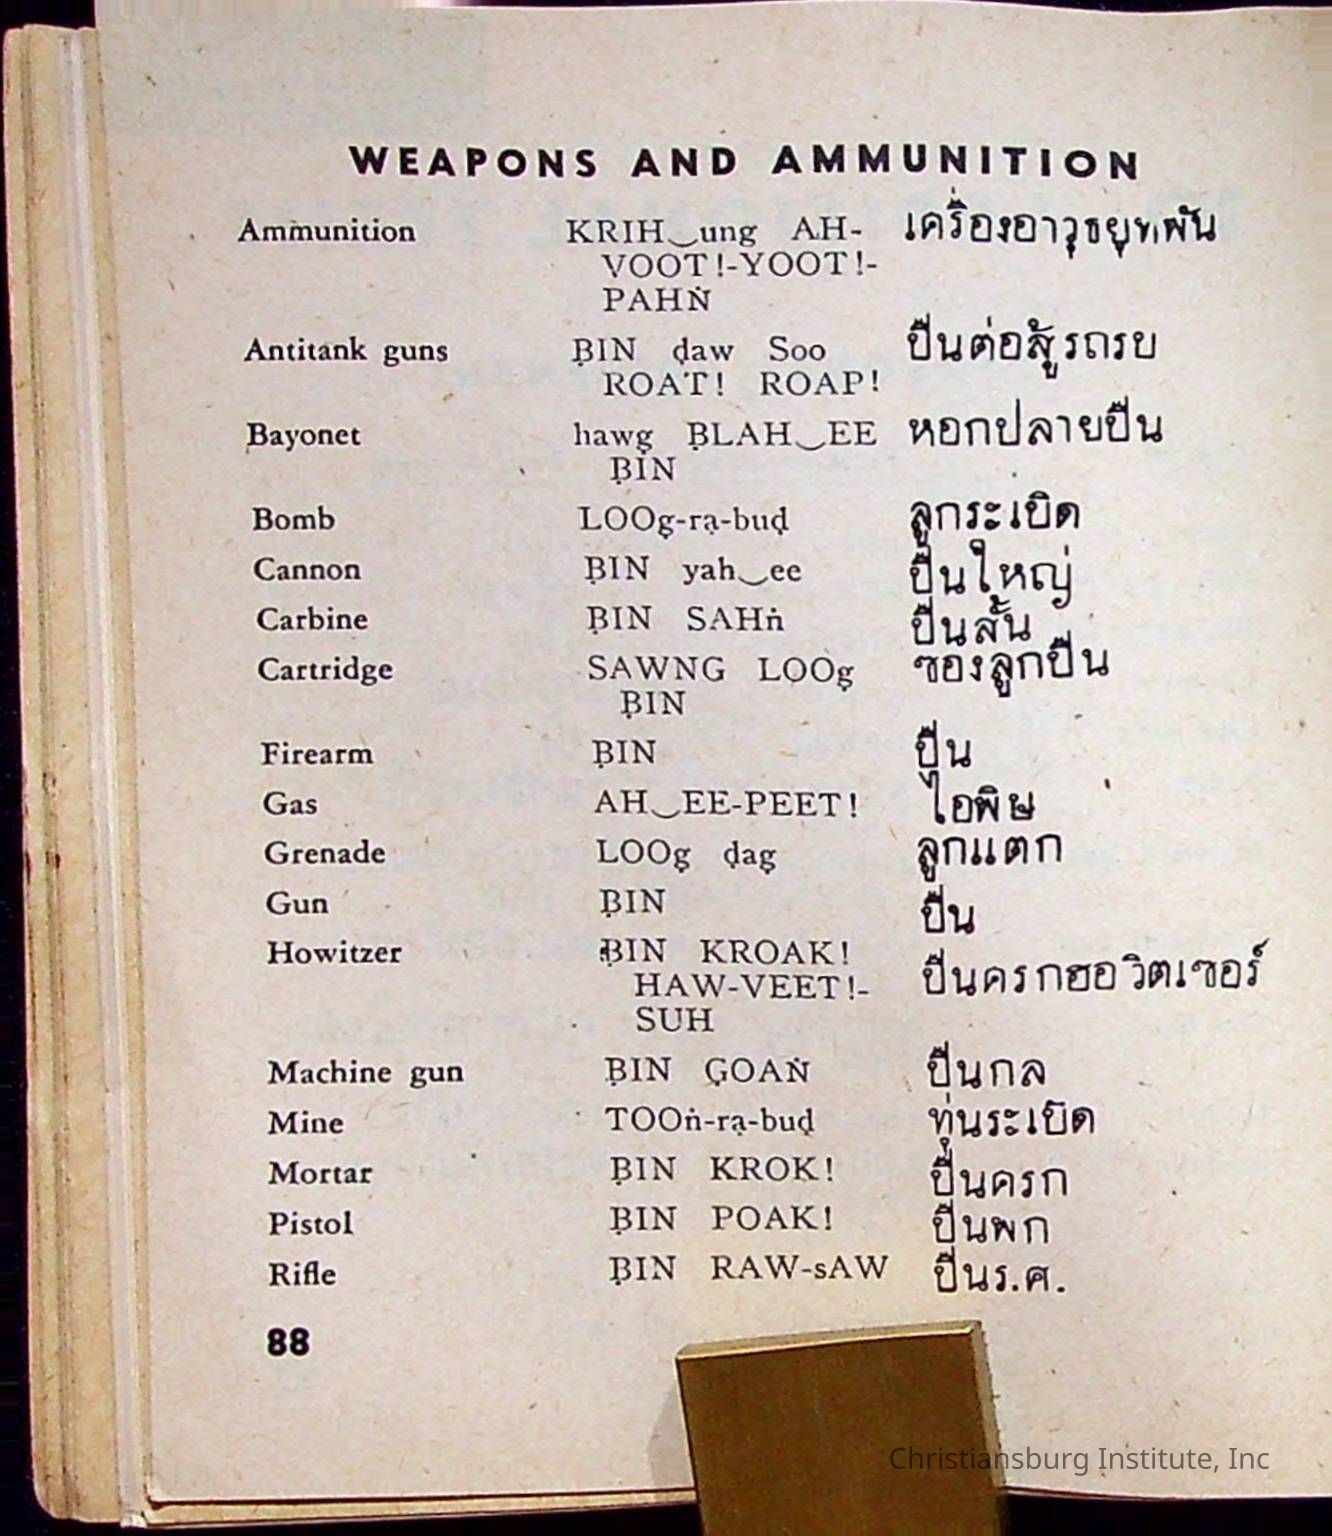 WEAPONS AND AMMUNITION
Ammunition KRIH‿ung AH- เครื่องอาวุธยุทพัน
VOOT!-YOOT!-
PAHṄ
Antitank guns ḄIN ḍaw Soo ปืนต่อสู้รถรบ
ROAT! ROAP!
Bayonet hawg̣ ḄLAH‿EE หอกปลายปืน
ḄIN
Bomb LOOg̣-rạ-buḍ ลูกระเบิด
Cannon ḄIN yah‿ee ปืนใหญ่
Carbine ḄIN SAHṅ ปืนสั้น
Cartridge SAWNG LOOg̣ ซองลูกปืน
ḄIN
Firearm ḄIN ปืน
Gas AH‿EE-PEET! ไอพิษ
Grenade LOOg̣ ḍag̣ ลูกแตก
Gun ḄIN ปืน
Howitzer ḄIN KROAK! ปืนครกฮอวิตเซอร์
HAW-VEET!-
SUH
Machine gun ḄIN G̣OAṄ ปืนกล
Mine TOOṅ-rạ-buḍ ทุ่นระเบิด
Mortar ḄIN KROK! ปืนครก
Pistol ḄIN POAK! ปืนพก
Rifle ḄIN RAW-sAW ปืนร.ศ.
88
Christiansburg Institute, Inc